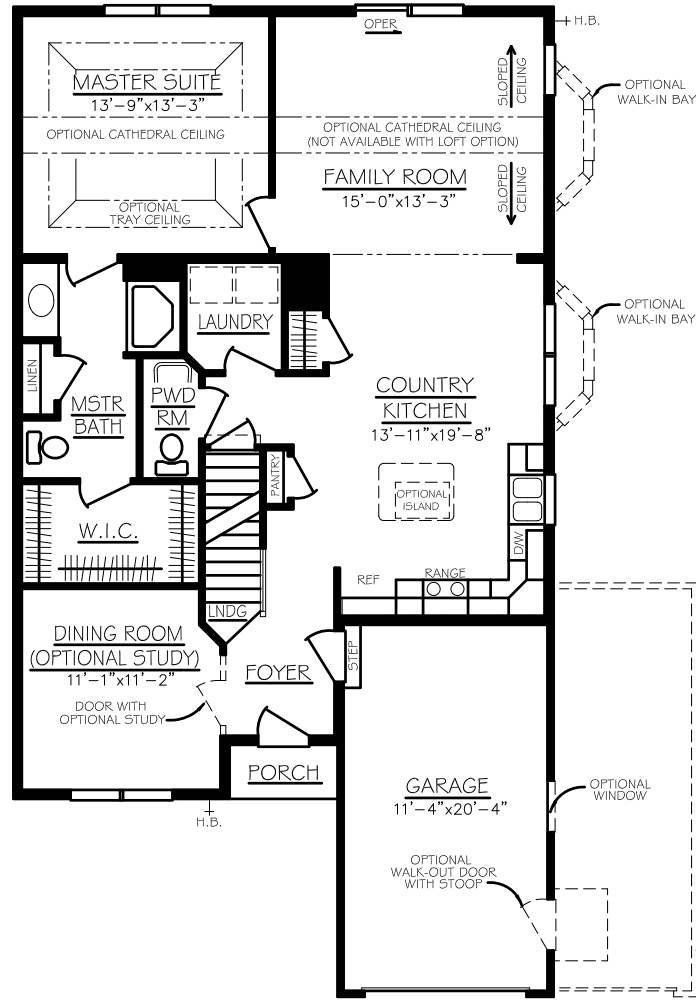 OPER
H.B.
MASTER SUITE
13'-9"x13'-3"
SLOPED
CEILING
OPTIONAL
WALK-IN BAY
OPTIONAL CATHEDRAL CEILING
OPTIONAL CATHEDRAL CEILING
(NOT AVAILABLE WITH LOFT OPTION)
FAMILY ROOM
15'-0"x13'-3"
SLOPED
CEILING
OPTIONAL
TRAY CEILING
OPTIONAL
WALK-IN BAY
LAUNDRY
LINEN
MSTR
BATH
PWD
RM
COUNTRY
KITCHEN
13'-11"x19'-8"
PANTRY
OPTIONAL
ISLAND
W.I.C.
D/W
REF
RANGE
LNDG
DINING ROOM
(OPTIONAL STUDY)
11'-1"x11'-2"
FOYER
STEP
DOOR WITH
OPTIONAL STUDY
PORCH
GARAGE
11'-4"x20'-4"
OPTIONAL
WINDOW
H.B.
OPTIONAL
WALK-OUT DOOR
WITH STOOP